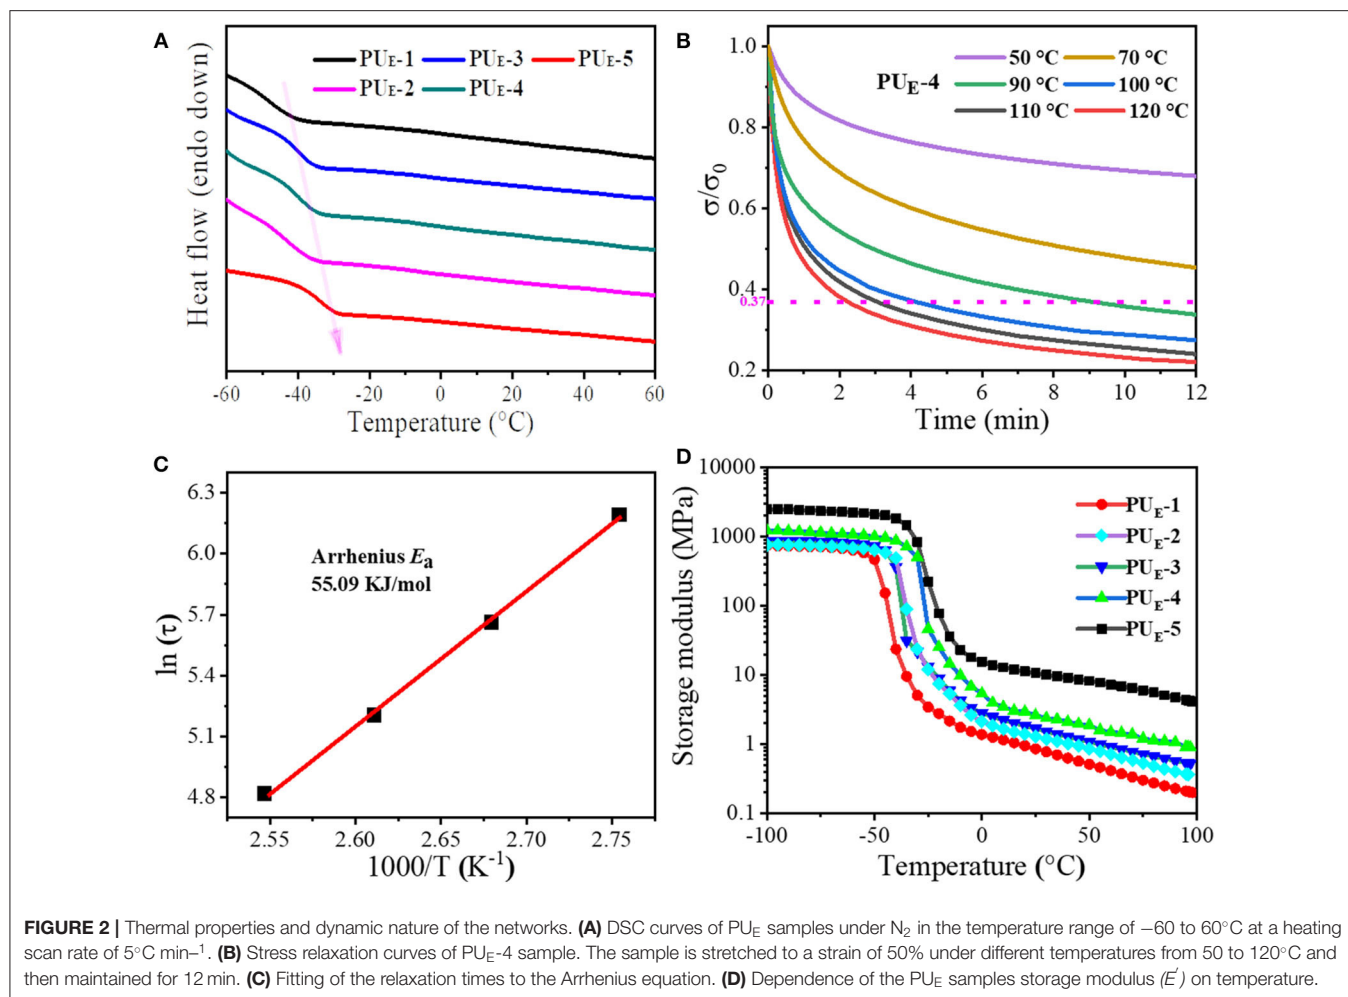 A
PUE-1 PUE-3 PUE-5
PUE-2 PUE-4
Heat flow (endo down)
-60 -40 -20 0 20 40 60
Temperature (°C)
B
1.0
0.8
0.6
0.4
0.37
0.2
σ/σ0
PUE-4
50 °C 70 °C
90 °C 100 °C
110 °C 120 °C
0 2 4 6 8 10 12
Time (min)
C
6.3
6.0
5.7
5.4
5.1
4.8
ln (τ)
Arrhenius Ea
55.09 KJ/mol
2.55 2.60 2.65 2.70 2.75
1000/T (K-1)
D
10000
1000
100
10
1
0.1
Storage modulus (MPa)
PUE-1
PUE-2
PUE-3
PUE-4
PUE-5
-100 -50 0 50 100
Temperature (°C)
FIGURE 2 | Thermal properties and dynamic nature of the networks. (A) DSC curves of PUE samples under N2 in the temperature range of −60 to 60°C at a heating
scan rate of 5°C min–1. (B) Stress relaxation curves of PUE-4 sample. The sample is stretched to a strain of 50% under different temperatures from 50 to 120°C and
then maintained for 12 min. (C) Fitting of the relaxation times to the Arrhenius equation. (D) Dependence of the PUE samples storage modulus (E′) on temperature.